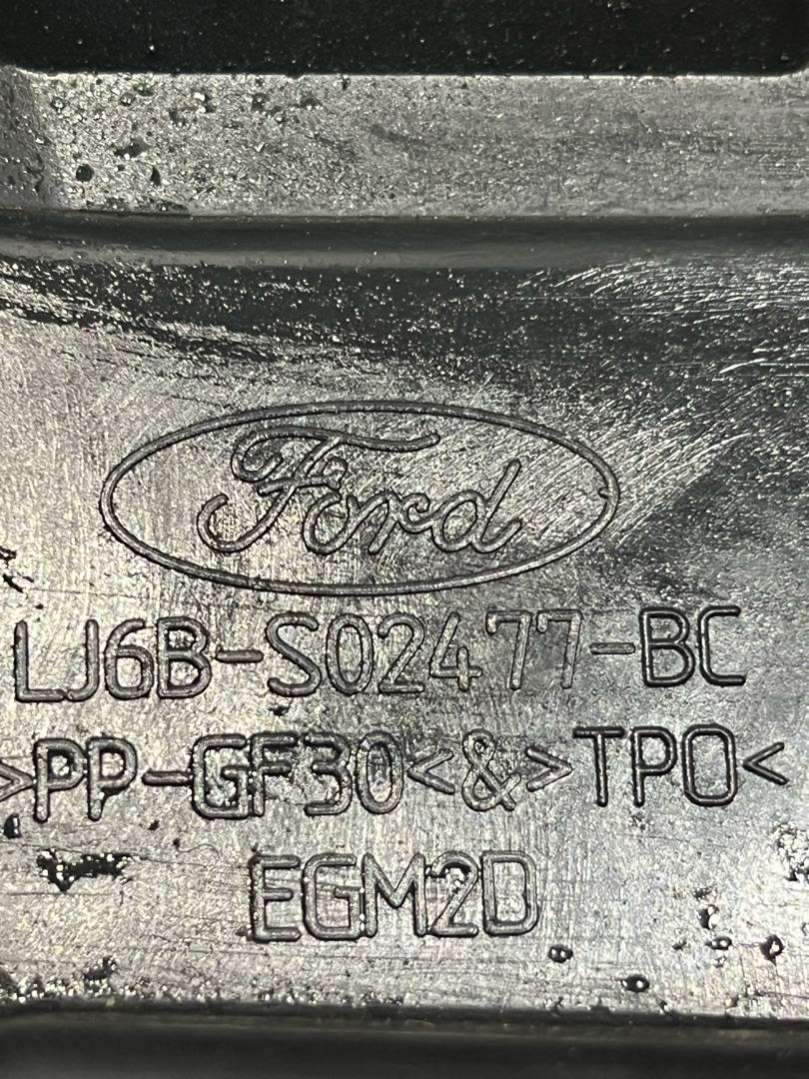 Ford
LJ6B-S02477-BC
>PP-GF30<&>TPO<
EGM2D